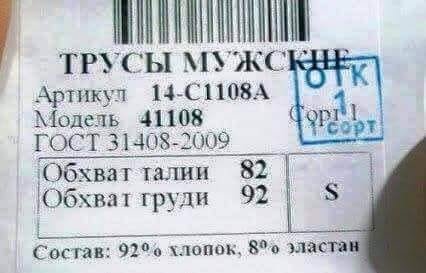 ТРУСЫ МУЖСКИЕ
Артикул 14-С1108А
Модель 41108 Сорт 1
ГОСТ 31408-2009
ОТК
1
1 СОРТ
Обхват талии 82
Обхват груди 92
S
Состав: 92% хлопок, 8% эластан